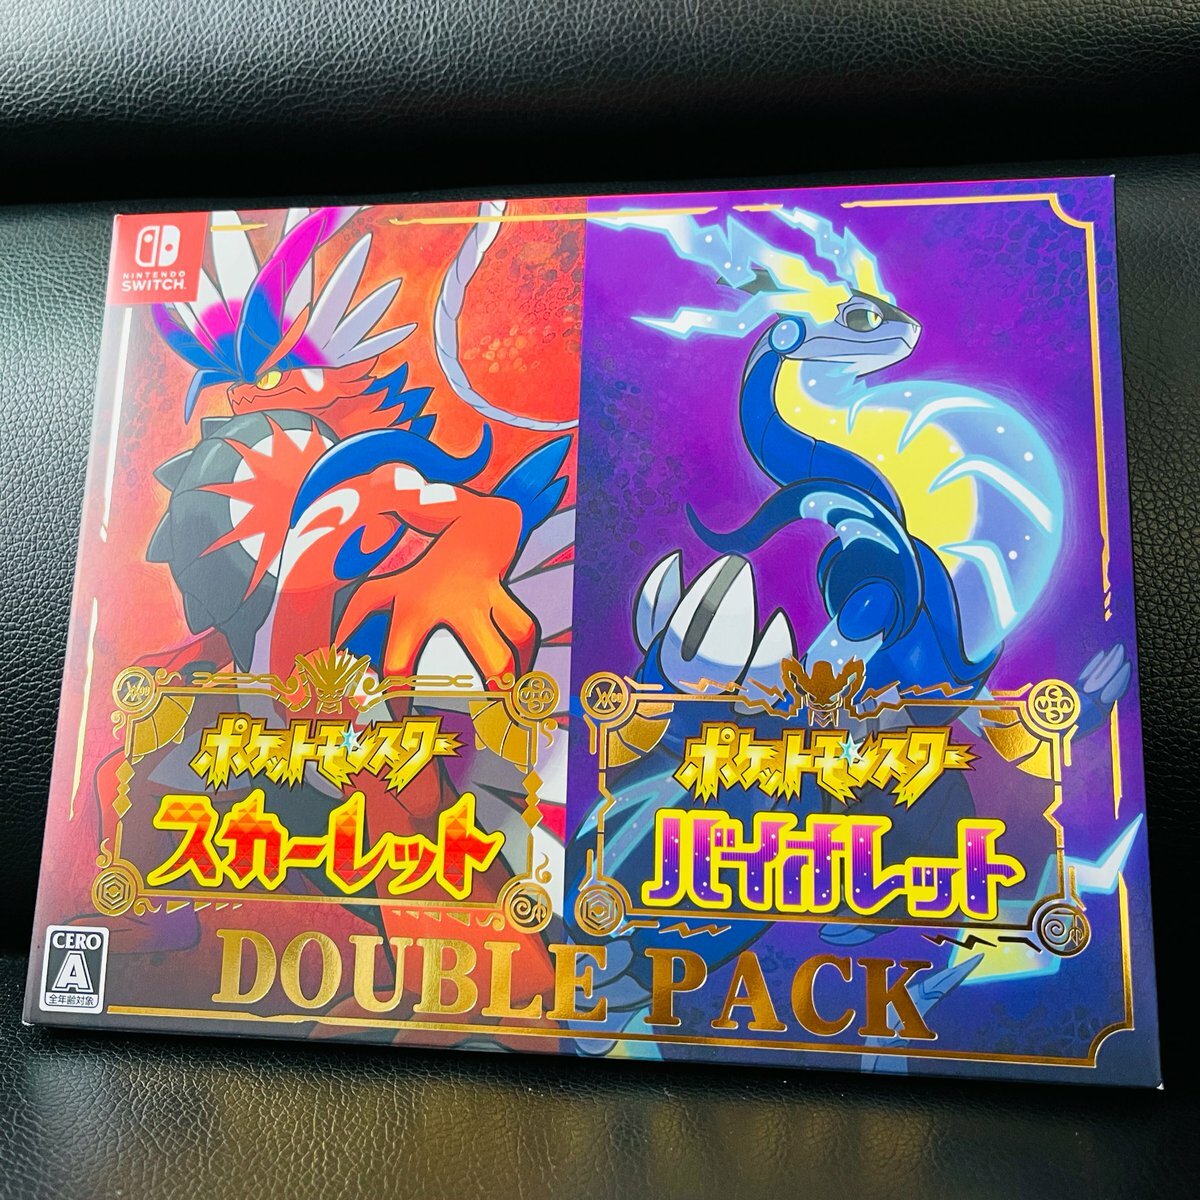 NINTENDO
SWITCH
ポケットモンスター
スカーレット
ポケットモンスター
バイオレット
DOUBLE PACK
CERO
A
全年齢対象